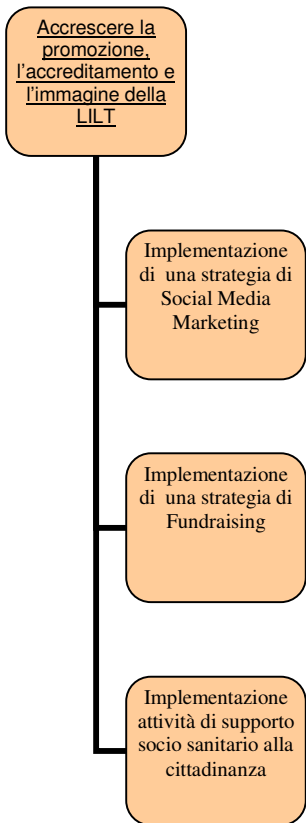 Accrescere la
promozione,
l'accreditamento e
l'immagine della
LILT
Implementazione
di una strategia di
Social Media
Marketing
Implementazione
di una strategia di
Fundraising
Implementazione
attività di supporto
socio sanitario alla
cittadinanza